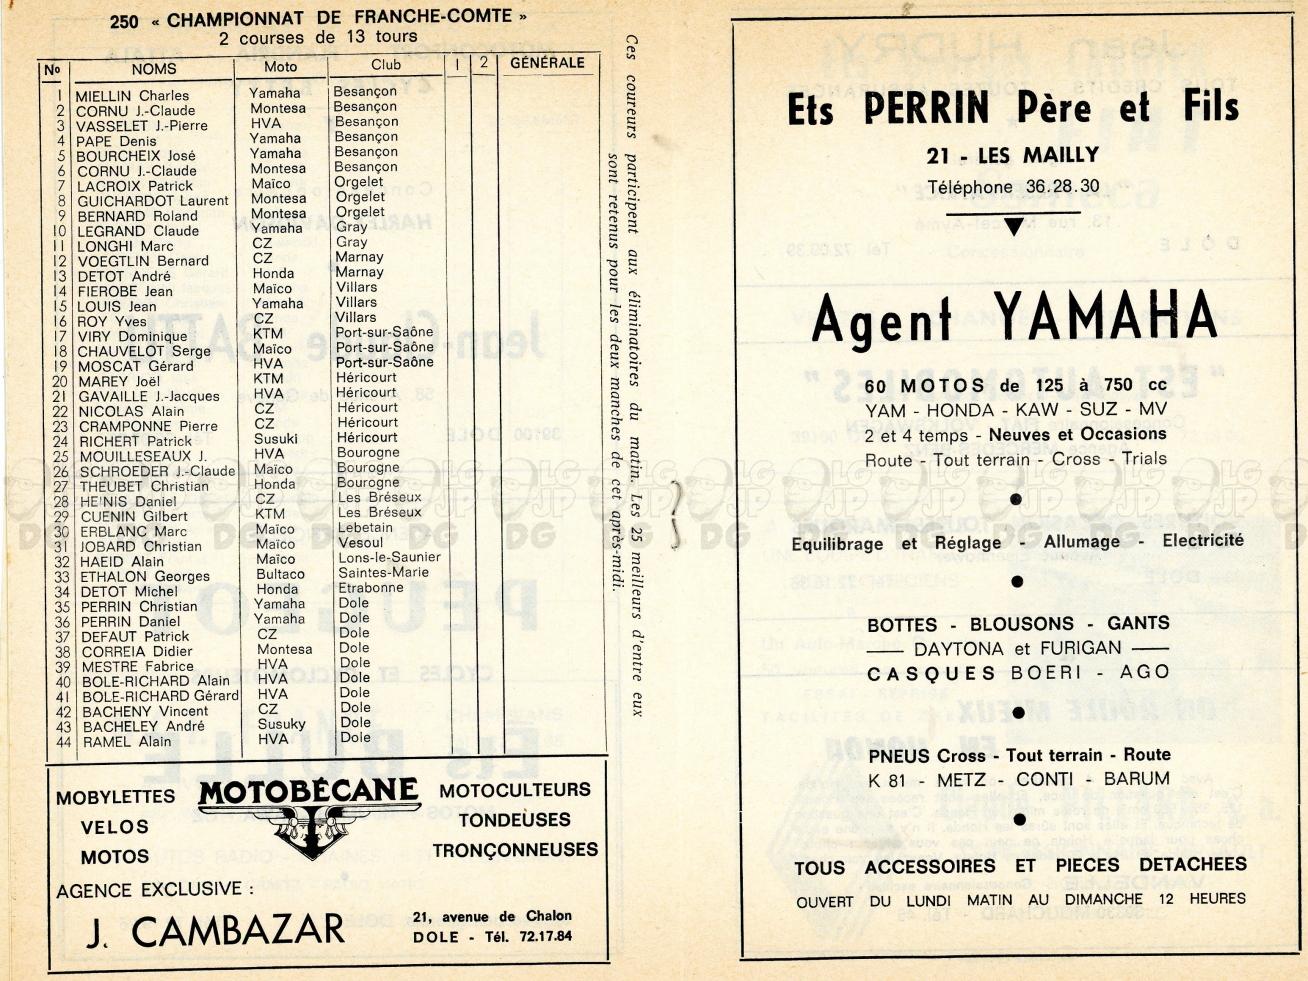 250 « CHAMPIONNAT DE FRANCHE-COMTE »
2 courses de 13 tours
No NOMS Moto Club 1 2 GÉNÉRALE
1 MIELLIN Charles Yamaha Besançon
2 CORNU J.-Claude Montesa Besançon
3 VASSELET J.-Pierre HVA Besançon
4 PAPE Denis Yamaha Besançon
5 BOURCHEIX José Yamaha Besançon
6 CORNU J.-Claude Montesa Besançon
7 LACROIX Patrick Maïco Orgelet
8 GUICHARDOT Laurent Montesa Orgelet
9 BERNARD Roland Montesa Orgelet
10 LEGRAND Claude Yamaha Gray
11 LONGHI Marc CZ Gray
12 VOEGTLIN Bernard CZ Marnay
13 DETOT André Honda Marnay
14 FIEROBE Jean Maïco Villars
15 LOUIS Jean Yamaha Villars
16 ROY Yves CZ Villars
17 VIRY Dominique KTM Port-sur-Saône
18 CHAUVELOT Serge Maïco Port-sur-Saône
19 MOSCAT Gérard HVA Port-sur-Saône
20 MAREY Joël KTM Héricourt
21 GAVAILLE J.-Jacques HVA Héricourt
22 NICOLAS Alain CZ Héricourt
23 CRAMPONNE Pierre CZ Héricourt
24 RICHERT Patrick Susuki Héricourt
25 MOUILLESEAUX J. HVA Bourogne
26 SCHROEDER J.-Claude Maïco Bourogne
27 THEUBET Christian Honda Bourogne
28 HENIS Daniel CZ Les Bréseux
29 CUENIN Gilbert KTM Les Bréseux
30 ERBLANG Marc Maïco Lebetain
31 JOBARD Christian Maïco Vesoul
32 HAEID Alain Maïco Lons-le-Saunier
33 ETHALON Georges Bultaco Saintes-Marie
34 DETOT Michel Honda Etrabonne
35 PERRIN Christian Yamaha Dole
36 PERRIN Daniel Yamaha Dole
37 DEFAUT Patrick CZ Dole
38 CORREIA Didier Montesa Dole
39 MESTRE Fabrice HVA Dole
40 BOLE-RICHARD Alain HVA Dole
41 BOLE-RICHARD Gérard HVA Dole
42 BACHENY Vincent CZ Dole
43 BACHELEY André Susuky Dole
44 RAMEL Alain HVA Dole
Ces coureurs participent aux éliminatoires du matin. Les 25 meilleurs d'entre eux
sont retenus pour les deux manches de cet après-midi.
MOBYLETTES MOTOBÉCANE MOTOCULTEURS
VELOS TONDEUSES
MOTOS TRONÇONNEUSES
AGENCE EXCLUSIVE :
J. CAMBAZAR
21, avenue de Chalon
DOLE - Tél. 72.17.84
Ets PERRIN Père et Fils
21 - LES MAILLY
Téléphone 36.28.30
Agent YAMAHA
60 MOTOS de 125 à 750 cc
YAM - HONDA - KAW - SUZ - MV
2 et 4 temps - Neuves et Occasions
Route - Tout terrain - Cross - Trials
Equilibrage et Réglage - Allumage - Electricité
BOTTES - BLOUSONS - GANTS
DAYTONA et FURIGAN
CASQUES BOERI - AGO
PNEUS Cross - Tout terrain - Route
K 81 - METZ - CONTI - BARUM
TOUS ACCESSOIRES ET PIECES DETACHEES
OUVERT DU LUNDI MATIN AU DIMANCHE 12 HEURES